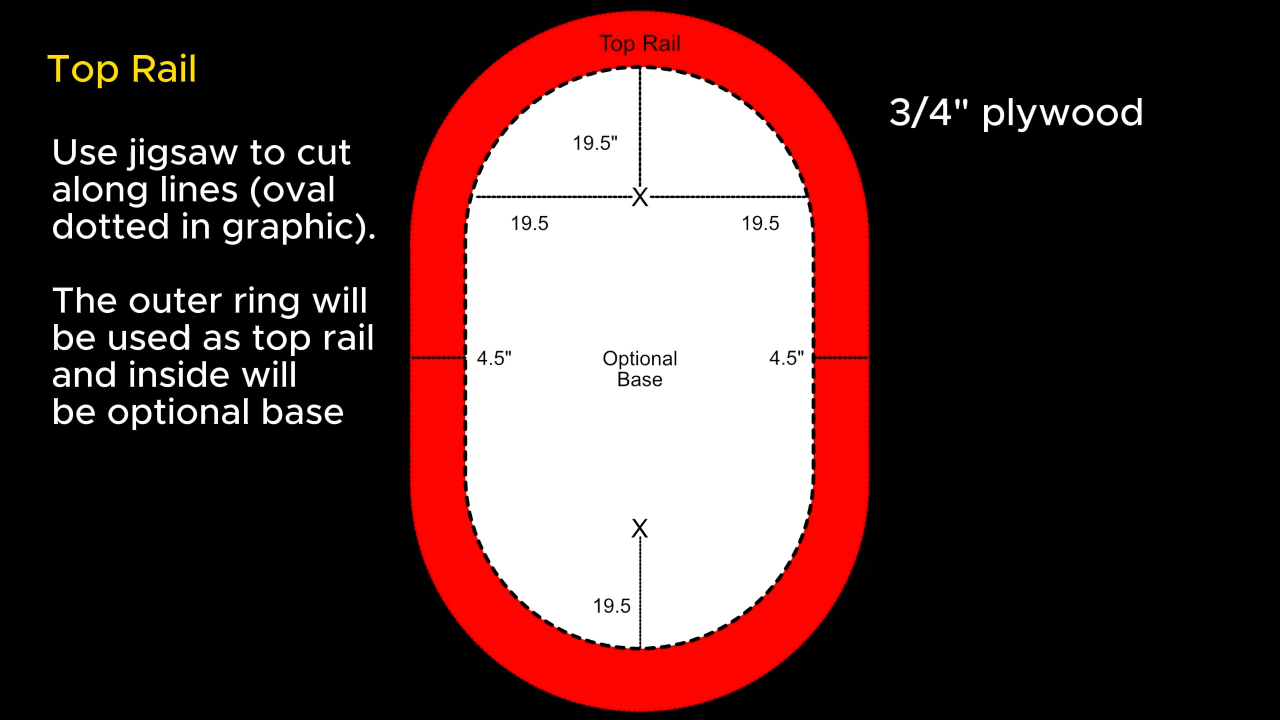 Top Rail
Use jigsaw to cut
along lines (oval
dotted in graphic).
The outer ring will
be used as top rail
and inside will
be optional base
Top Rail
19.5"
X
19.5
19.5
4.5"
Optional
Base
4.5"
X
19.5
3/4" plywood